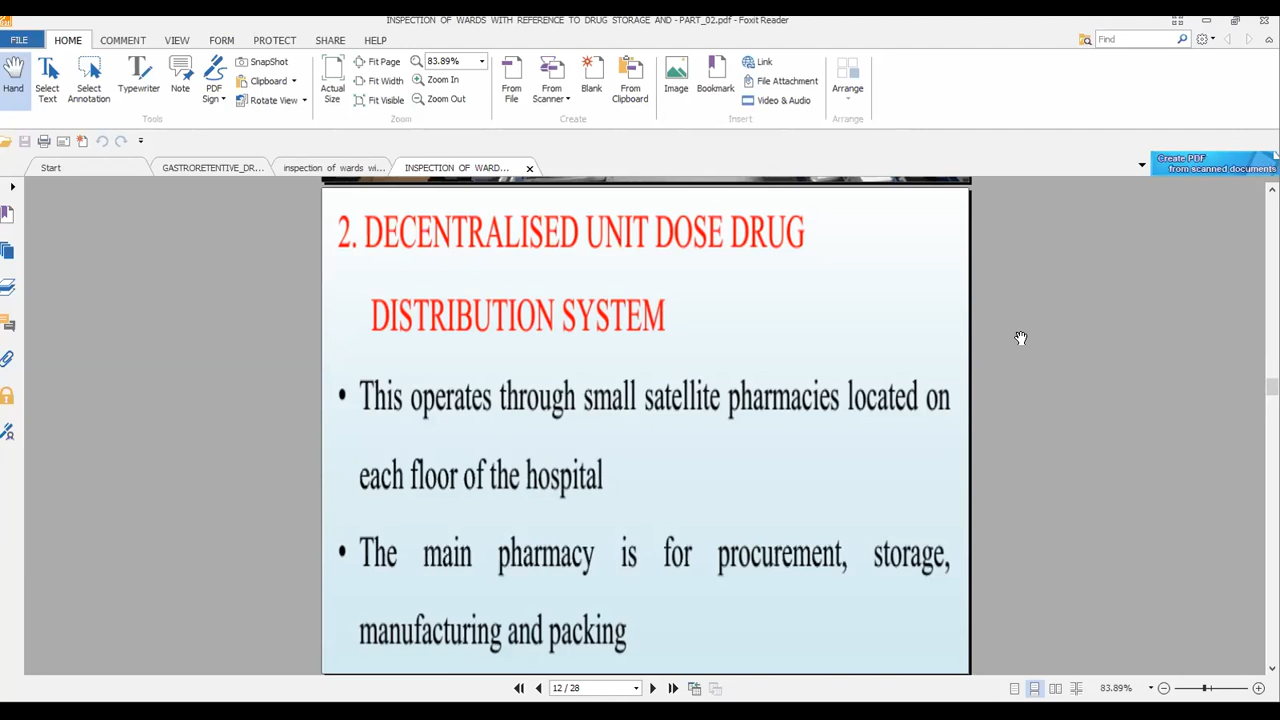 INSPECTION OF WARDS WITH REFERENCE TO DRUG STORAGE AND - PART_02.pdf - Foxit Reader
FILE HOME COMMENT VIEW FORM PROTECT SHARE HELP Find
Hand
Select Text
Select Annotation
Typewriter
Note
PDF Sign
SnapShot
Clipboard
Rotate View
Tools
Actual Size
Fit Page
Fit Width
Fit Visible
83.89%
Zoom In
Zoom Out
Zoom
From File
From Scanner
Blank
From Clipboard
Create
Image
Bookmark
Link
File Attachment
Video & Audio
Insert
Arrange
Arrange
Start GASTRORETENTIVE_DR... inspection of wards wi... INSPECTION OF WARD...
Create PDF
from scanned documents
2. DECENTRALISED UNIT DOSE DRUG
DISTRIBUTION SYSTEM
• This operates through small satellite pharmacies located on
each floor of the hospital
• The main pharmacy is for procurement, storage,
manufacturing and packing
12 / 28
83.89%